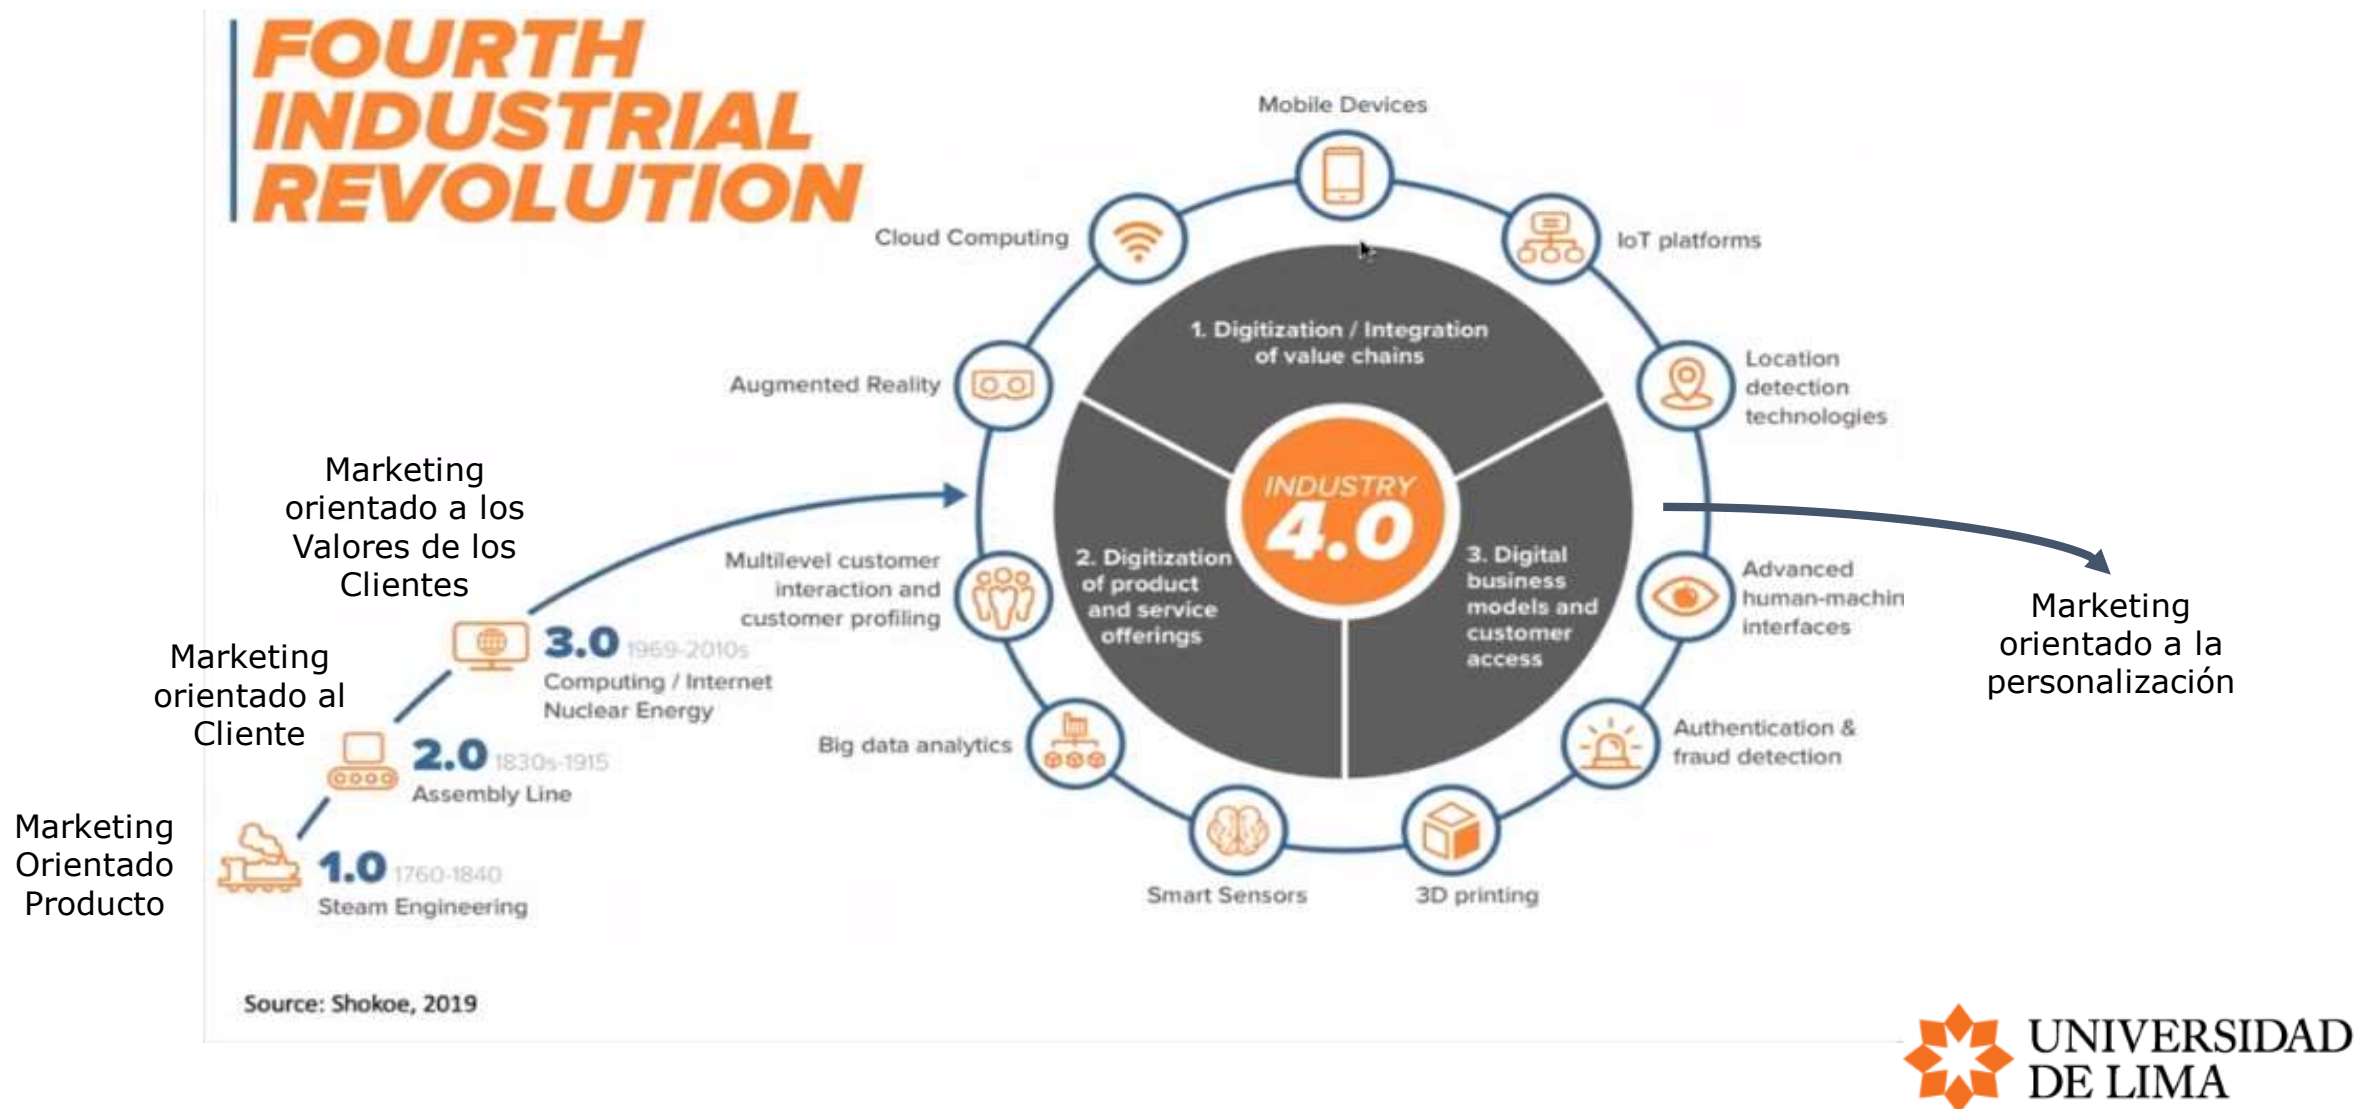 FOURTH
INDUSTRIAL
REVOLUTION
Mobile Devices
Cloud Computing
IoT platforms
Augmented Reality
Location
detection
technologies
1. Digitization / Integration
of value chains
INDUSTRY
4.0
2. Digitization
of product
and service
offerings
3. Digital
business
models and
customer
access
Multilevel customer
interaction and
customer profiling
Advanced
human-machin
interfaces
Big data analytics
Authentication &
fraud detection
Smart Sensors
3D printing
Marketing
orientado a los
Valores de los
Clientes
3.0 1969-2010s
Computing / Internet
Nuclear Energy
Marketing
orientado al
Cliente
2.0 1830s-1915
Assembly Line
Marketing
Orientado
Producto
1.0 1760-1840
Steam Engineering
Marketing
orientado a la
personalización
Source: Shokoe, 2019
UNIVERSIDAD
DE LIMA